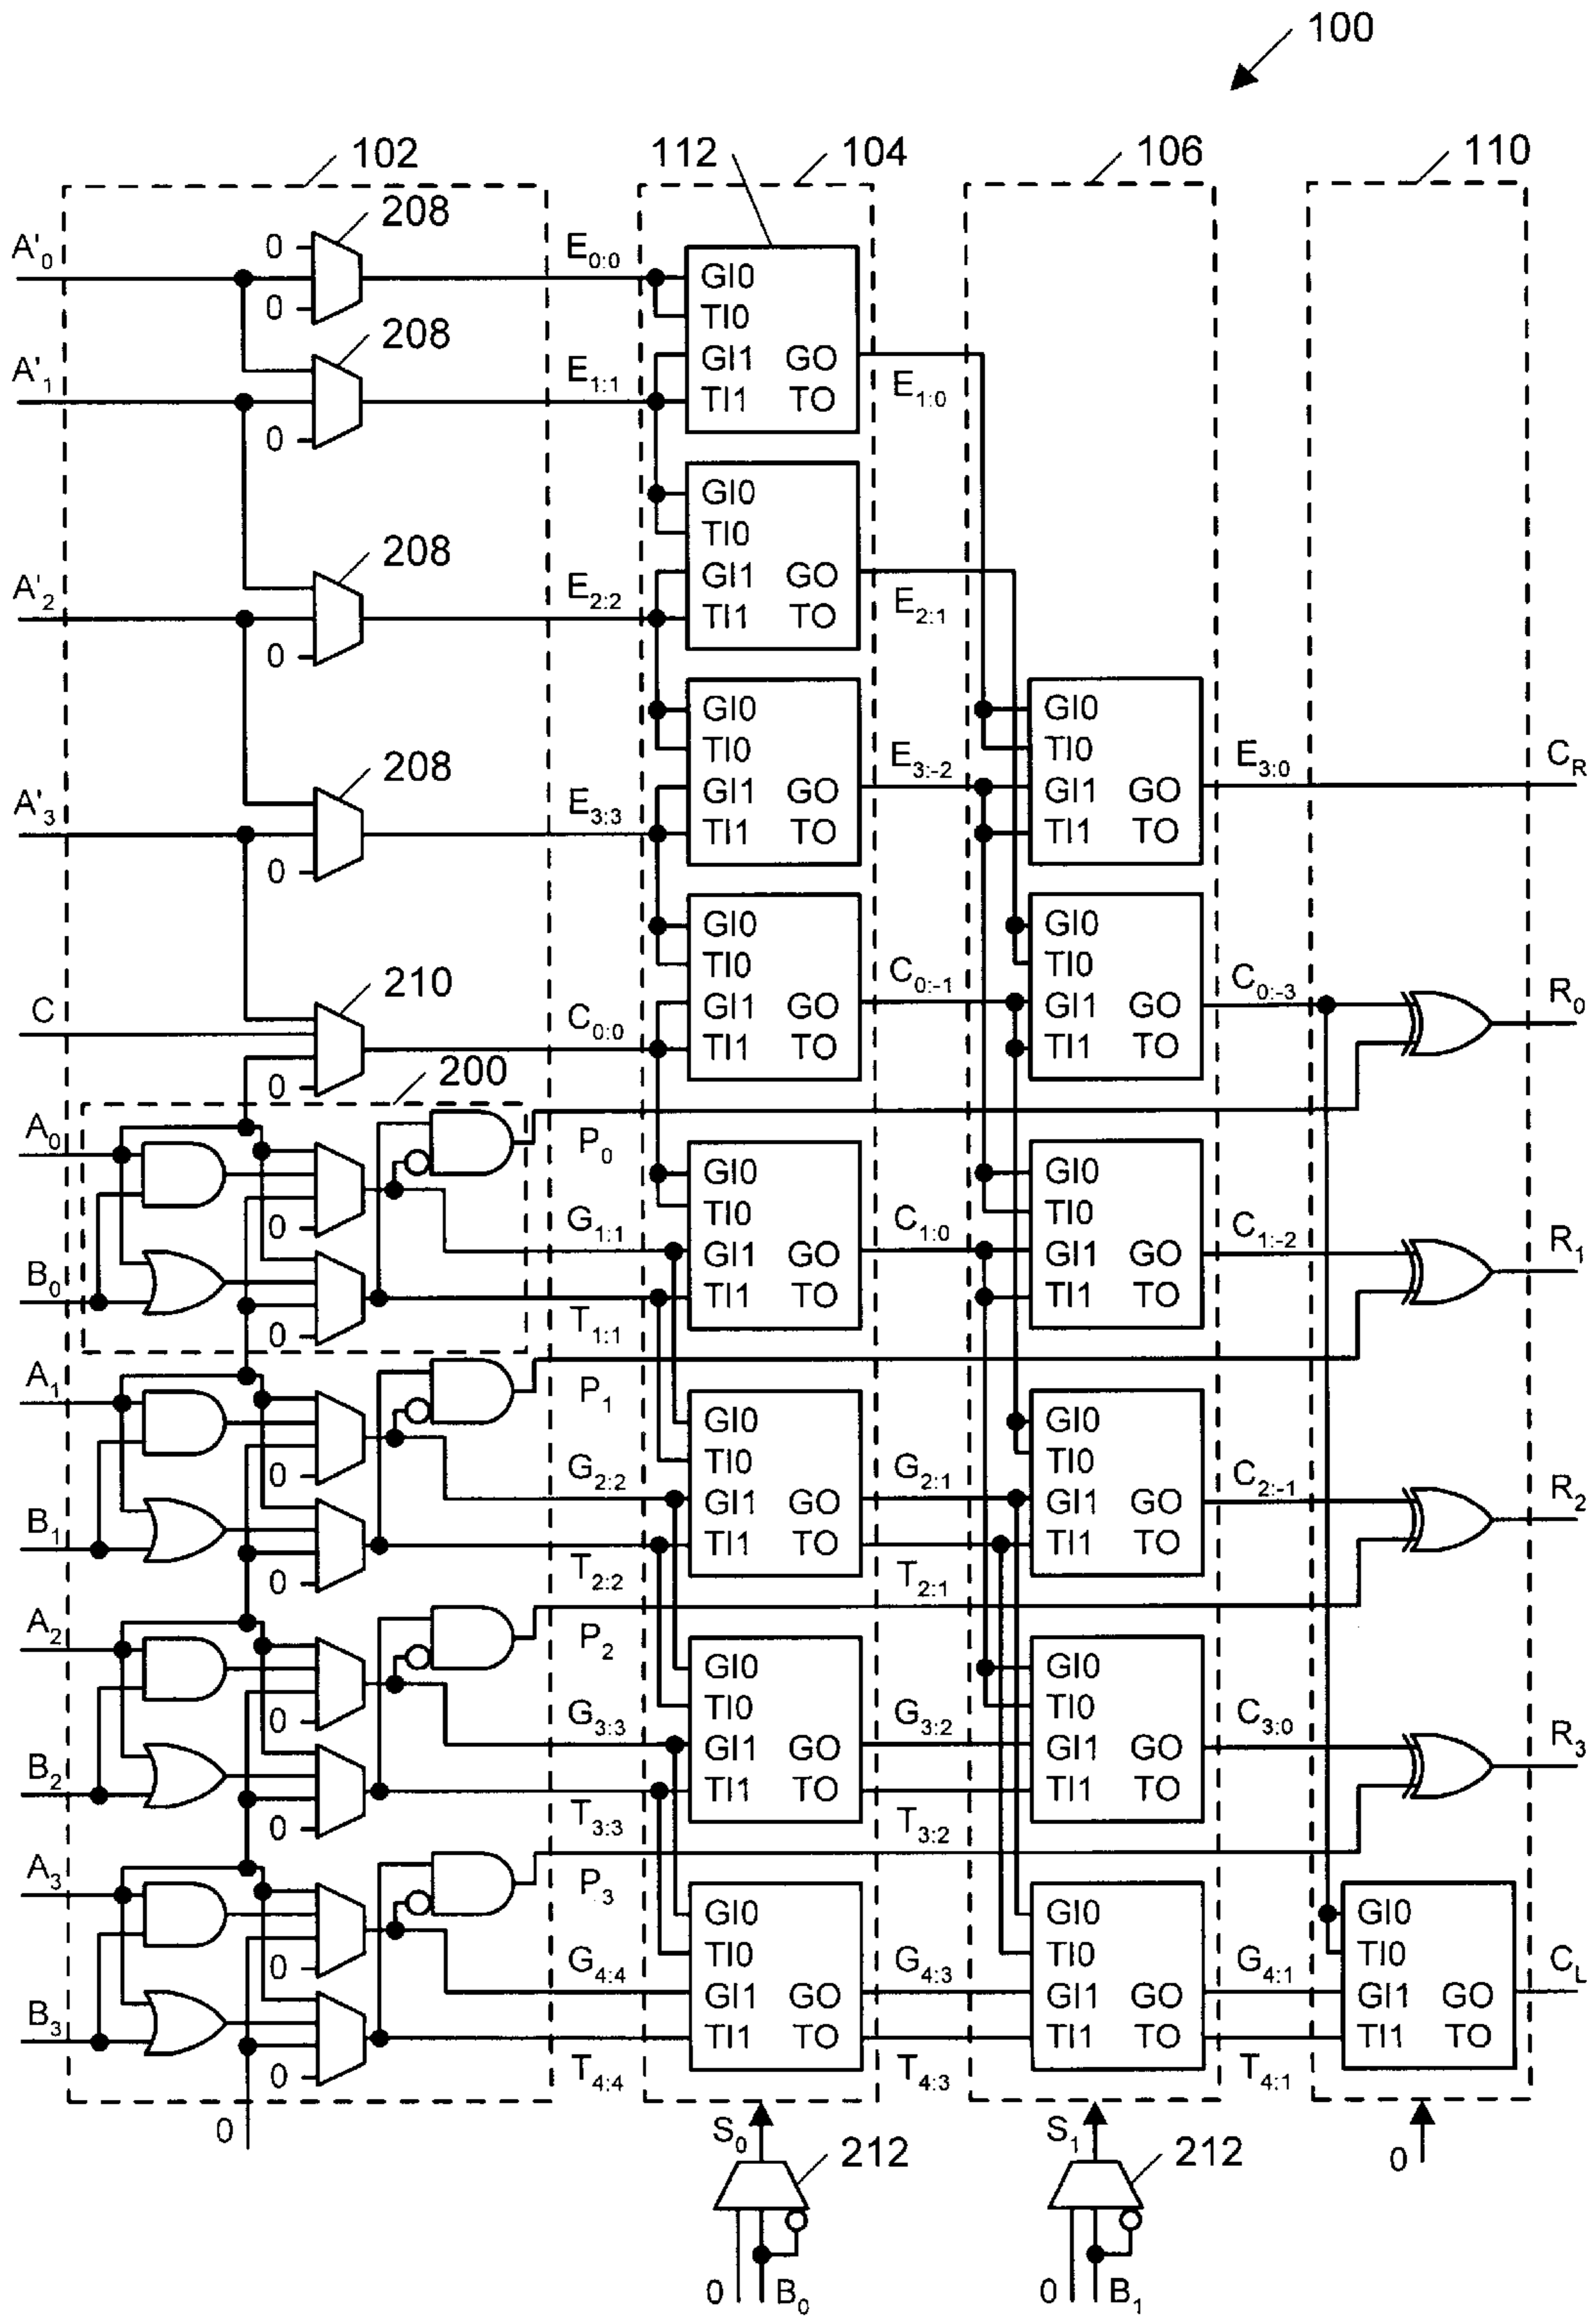 100
102
112
104
106
110
A'0
0
208
0
E0:0
GI0
TI0
GI1 GO
TI1 TO
A'1
208
0
E1:1
E1:0
GI0
TI0
GI1 GO
TI1 TO
A'2
208
0
E2:2
E2:1
GI0
TI0
GI1 GO
TI1 TO
GI0
TI0
GI1 GO
TI1 TO
A'3
208
0
E3:3
E3:-2
E3:0
CR
GI0
TI0
GI1 GO
TI1 TO
GI0
TI0
GI1 GO
TI1 TO
C
210
0
C0:0
C0:-1
C0:-3
R0
200
A0
0
P0
GI0
TI0
GI1 GO
TI1 TO
GI0
TI0
GI1 GO
TI1 TO
B0
0
G1:1
T1:1
C1:0
C1:-2
R1
A1
0
P1
GI0
TI0
GI1 GO
TI1 TO
GI0
TI0
GI1 GO
TI1 TO
B1
0
G2:2
T2:2
G2:1
T2:1
C2:-1
R2
A2
0
P2
GI0
TI0
GI1 GO
TI1 TO
GI0
TI0
GI1 GO
TI1 TO
B2
0
G3:3
T3:3
G3:2
T3:2
C3:0
R3
A3
0
P3
GI0
TI0
GI1 GO
TI1 TO
GI0
TI0
GI1 GO
TI1 TO
GI0
TI0
GI1 GO
TI1 TO
B3
0
G4:4
T4:4
G4:3
T4:3
G4:1
T4:1
CL
0
S0
212
0
B0
S1
212
0
B1
0